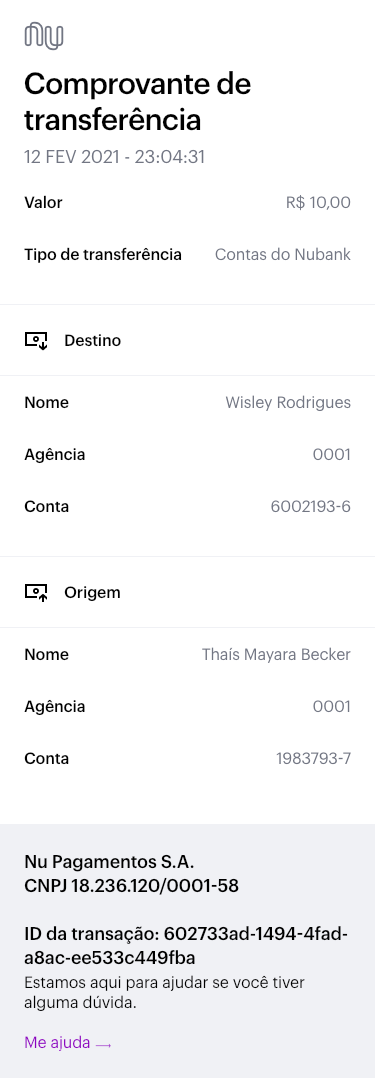 nu
Comprovante de
transferência
12 FEV 2021 - 23:04:31
Valor R$ 10,00
Tipo de transferência Contas do Nubank
Destino
Nome Wisley Rodrigues
Agência 0001
Conta 6002193-6
Origem
Nome Thaís Mayara Becker
Agência 0001
Conta 1983793-7
Nu Pagamentos S.A.
CNPJ 18.236.120/0001-58
ID da transação: 602733ad-1494-4fad-
a8ac-ee533c449fba
Estamos aqui para ajudar se você tiver
alguma dúvida.
Me ajuda →